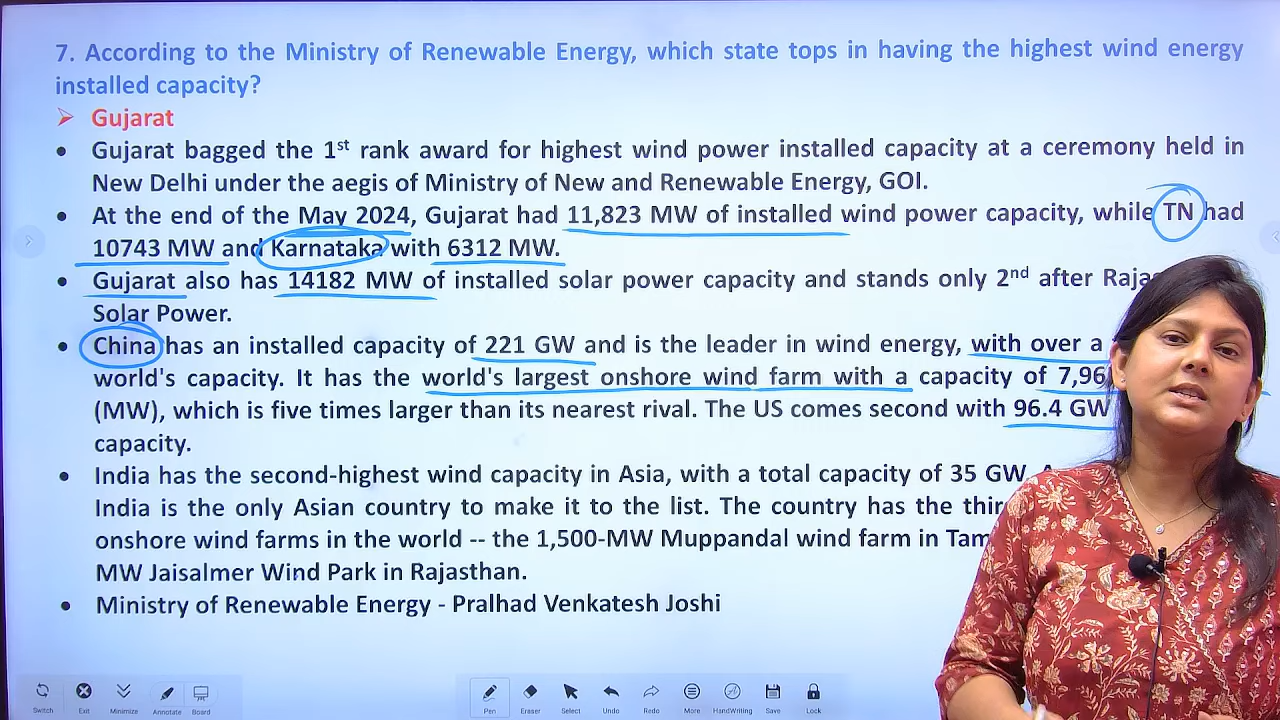 7. According to the Ministry of Renewable Energy, which state tops in having the highest wind energy
installed capacity?
➢ Gujarat
• Gujarat bagged the 1st rank award for highest wind power installed capacity at a ceremony held in
New Delhi under the aegis of Ministry of New and Renewable Energy, GOI.
• At the end of the May 2024, Gujarat had 11,823 MW of installed wind power capacity, while TN had
10743 MW and Karnataka with 6312 MW.
• Gujarat also has 14182 MW of installed solar power capacity and stands only 2nd after
Solar Power.
• China has an installed capacity of 221 GW and is the leader in wind energy, with over a
world's capacity. It has the world's largest onshore wind farm with a capacity of 7,96
(MW), which is five times larger than its nearest rival. The US comes second with 96.4 GW
capacity.
• India has the second-highest wind capacity in Asia, with a total capacity of 35 GW.
India is the only Asian country to make it to the list. The country has the
onshore wind farms in the world -- the 1,500-MW Muppandal wind farm in
MW Jaisalmer Wind Park in Rajasthan.
• Ministry of Renewable Energy - Pralhad Venkatesh Joshi
Switch Exit Minimize Annotate Board Pen Eraser Select Undo Redo More HandWriting Save Lock